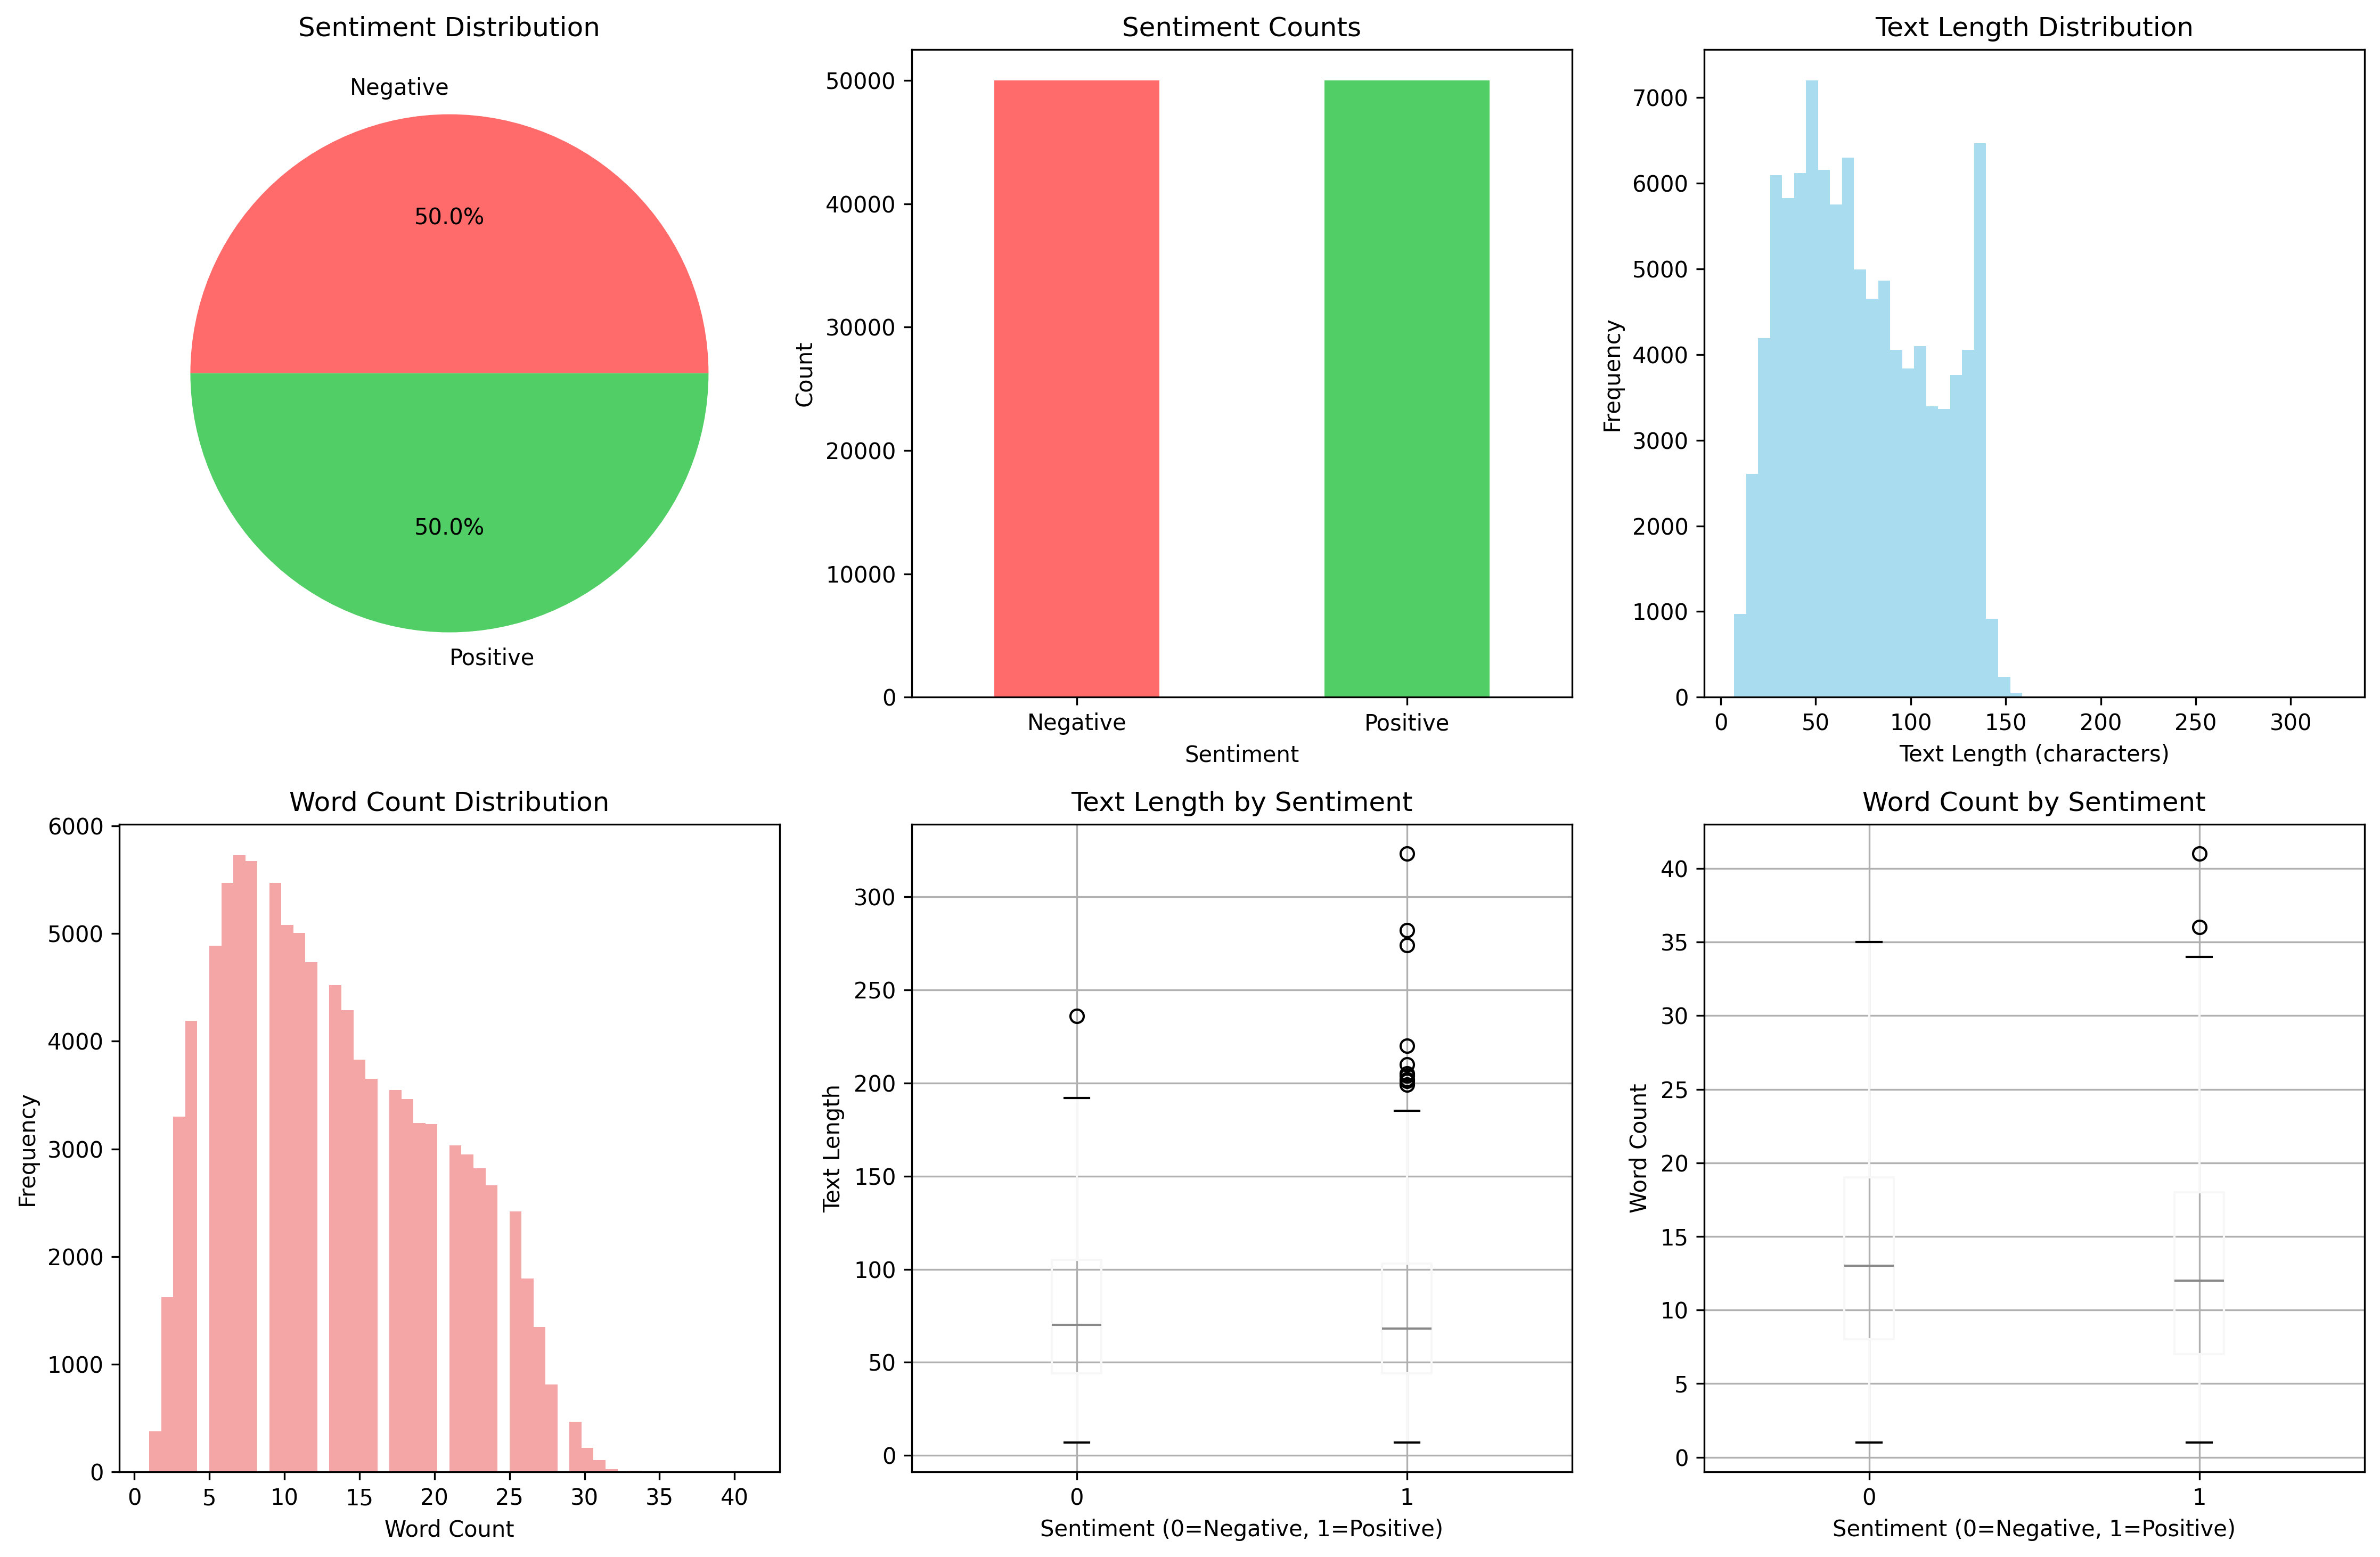 Sentiment Distribution
Negative
50.0%
50.0%
Positive
Sentiment Counts
50000
40000
30000
20000
10000
0
Count
Negative
Positive
Sentiment
Text Length Distribution
7000
6000
5000
4000
3000
2000
1000
0
Frequency
0 50 100 150 200 250 300
Text Length (characters)
Word Count Distribution
6000
5000
4000
3000
2000
1000
0
Frequency
0 5 10 15 20 25 30 35 40
Word Count
Text Length by Sentiment
300
250
200
150
100
50
0
Text Length
0 1
Sentiment (0=Negative, 1=Positive)
Word Count by Sentiment
40
35
30
25
20
15
10
5
0
Word Count
0 1
Sentiment (0=Negative, 1=Positive)